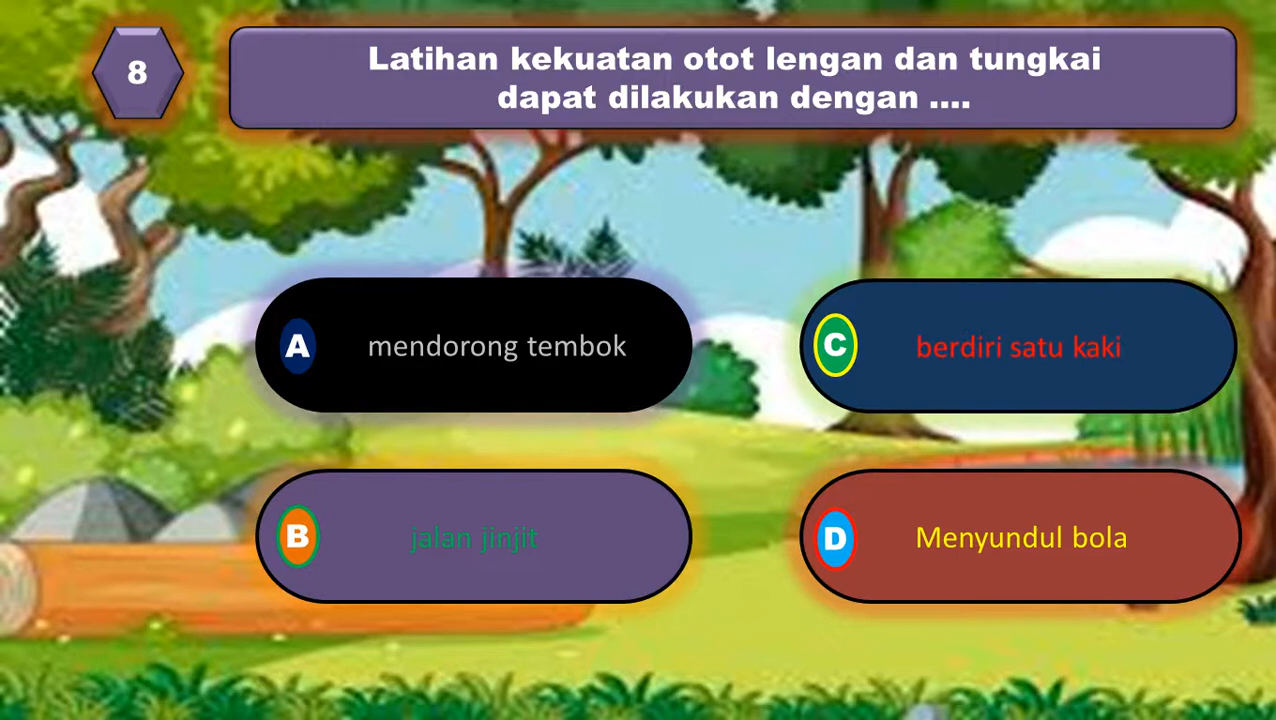 8
Latihan kekuatan otot lengan dan tungkai
dapat dilakukan dengan ....
A mendorong tembok
B jalan jinjit
C berdiri satu kaki
D Menyundul bola